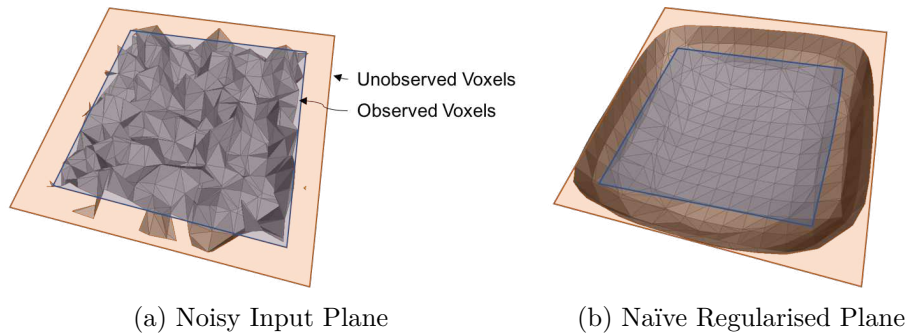 Unobserved Voxels
Observed Voxels
(a) Noisy Input Plane
(b) Naïve Regularised Plane